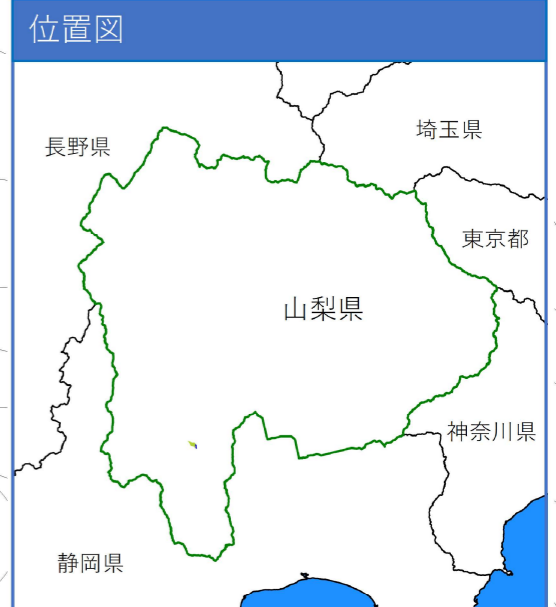 位置図
埼玉県
長野県
東京都
山梨県
神奈川県
静岡県